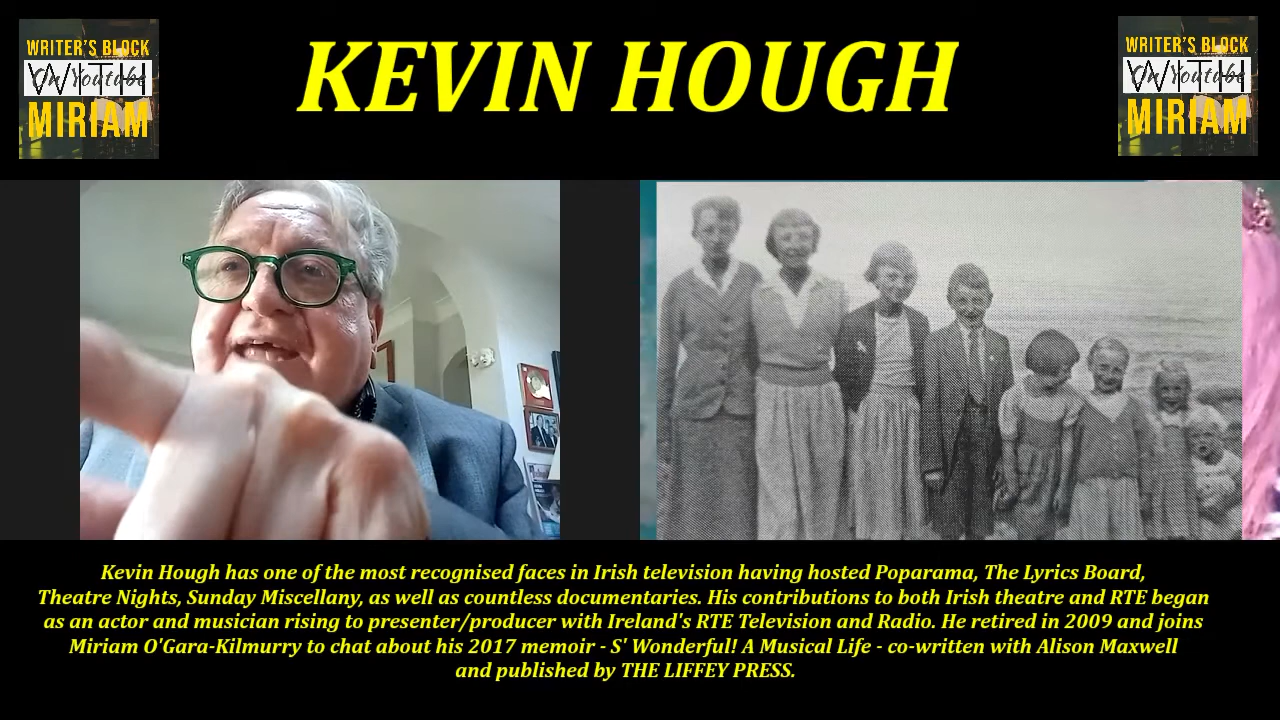 WRITER'S BLOCK
WITH
On Youtube
MIRIAM
KEVIN HOUGH
WRITER'S BLOCK
WITH
On Youtube
MIRIAM
Kevin Hough has one of the most recognised faces in Irish television having hosted Poparama, The Lyrics Board,
Theatre Nights, Sunday Miscellany, as well as countless documentaries. His contributions to both Irish theatre and RTE began
as an actor and musician rising to presenter/producer with Ireland's RTE Television and Radio. He retired in 2009 and joins
Miriam O'Gara-Kilmurry to chat about his 2017 memoir - S' Wonderful! A Musical Life - co-written with Alison Maxwell
and published by THE LIFFEY PRESS.